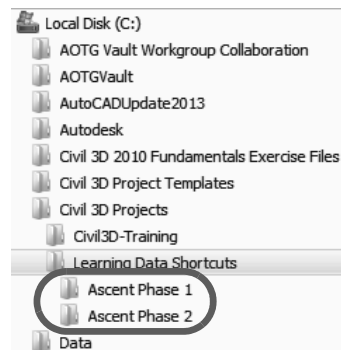 Local Disk (C:)
AOTG Vault Workgroup Collaboration
AOTGVault
AutoCADUpdate2013
Autodesk
Civil 3D 2010 Fundamentals Exercise Files
Civil 3D Project Templates
Civil 3D Projects
Civil3D-Training
Learning Data Shortcuts
Ascent Phase 1
Ascent Phase 2
Data